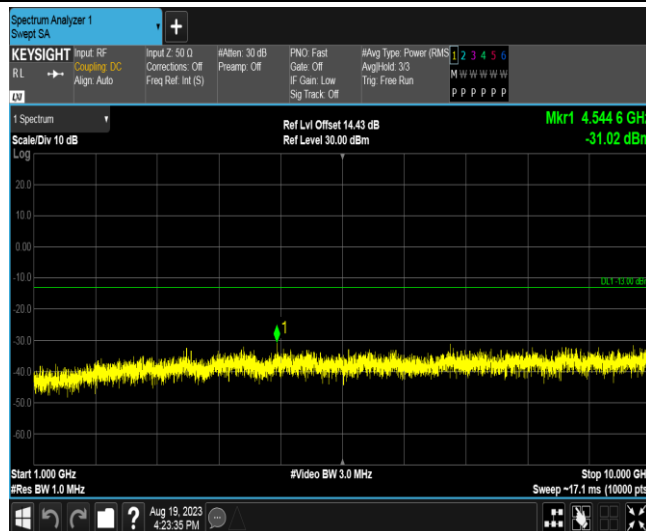 Spectrum Analyzer 1
Swept SA
KEYSIGHT
RL
LXI
Input: RF
Coupling: DC
Align: Auto
Input Z: 50 Ω
Corrections: Off
Freq Ref: Int (S)
#Atten: 30 dB
Preamp: Off
PNO: Fast
Gate: Off
IF Gain: Low
Sig Track: Off
#Avg Type: Power (RMS
Avg|Hold: 3/3
Trig: Free Run
1 2 3 4 5 6
M W W W W W
P P P P P P
1 Spectrum
Scale/Div 10 dB
Log
Ref Lvl Offset 14.43 dB
Ref Level 30.00 dBm
Mkr1 4.544 6 GHz
-31.02 dBm
20.0
10.0
0.00
-10.0
-20.0
-30.0
-40.0
-50.0
-60.0
DL1 -13.00 dBm
1
Start 1.000 GHz
#Res BW 1.0 MHz
#Video BW 3.0 MHz
Stop 10.000 GHz
Sweep ~17.1 ms (10000 pts
?
Aug 19, 2023
4:23:35 PM